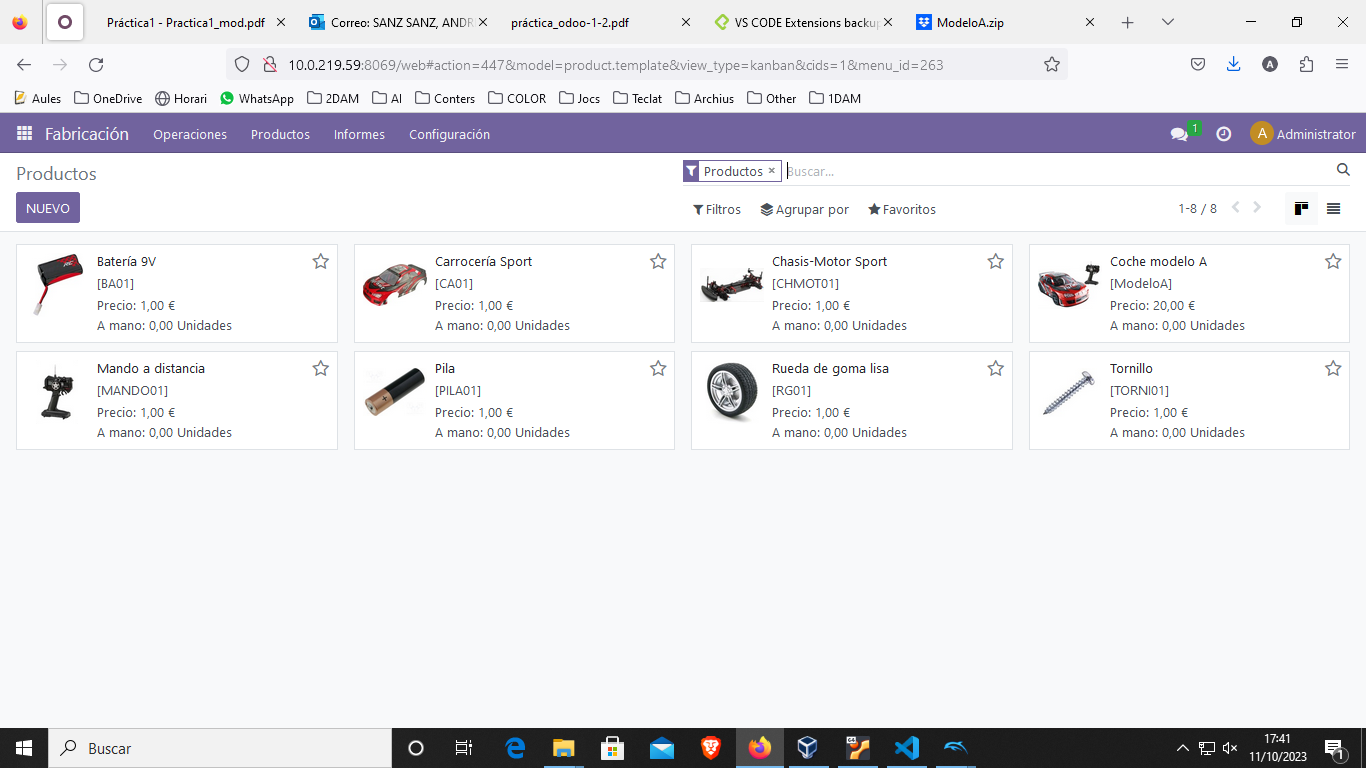 Práctica1 - Practica1_mod.pdf
Correo: SANZ SANZ, ANDR
práctica_odoo-1-2.pdf
VS CODE Extensions backup
ModeloA.zip
10.0.219.59:8069/web#action=447&model=product.template&view_type=kanban&cids=1&menu_id=263
A
Aules
OneDrive
Horari
WhatsApp
2DAM
AI
Conters
COLOR
Jocs
Teclat
Archius
Other
1DAM
Fabricación
Operaciones
Productos
Informes
Configuración
1
A
Administrator
Productos
Productos ×
Buscar...
NUEVO
Filtros
Agrupar por
Favoritos
1-8 / 8
Batería 9V
[BA01]
Precio: 1,00 €
A mano: 0,00 Unidades
Carrocería Sport
[CA01]
Precio: 1,00 €
A mano: 0,00 Unidades
Chasis-Motor Sport
[CHMOT01]
Precio: 1,00 €
A mano: 0,00 Unidades
Coche modelo A
[ModeloA]
Precio: 20,00 €
A mano: 0,00 Unidades
Mando a distancia
[MANDO01]
Precio: 1,00 €
A mano: 0,00 Unidades
Pila
[PILA01]
Precio: 1,00 €
A mano: 0,00 Unidades
Rueda de goma lisa
[RG01]
Precio: 1,00 €
A mano: 0,00 Unidades
Tornillo
[TORNI01]
Precio: 1,00 €
A mano: 0,00 Unidades
Buscar
64
17:41
11/10/2023
1